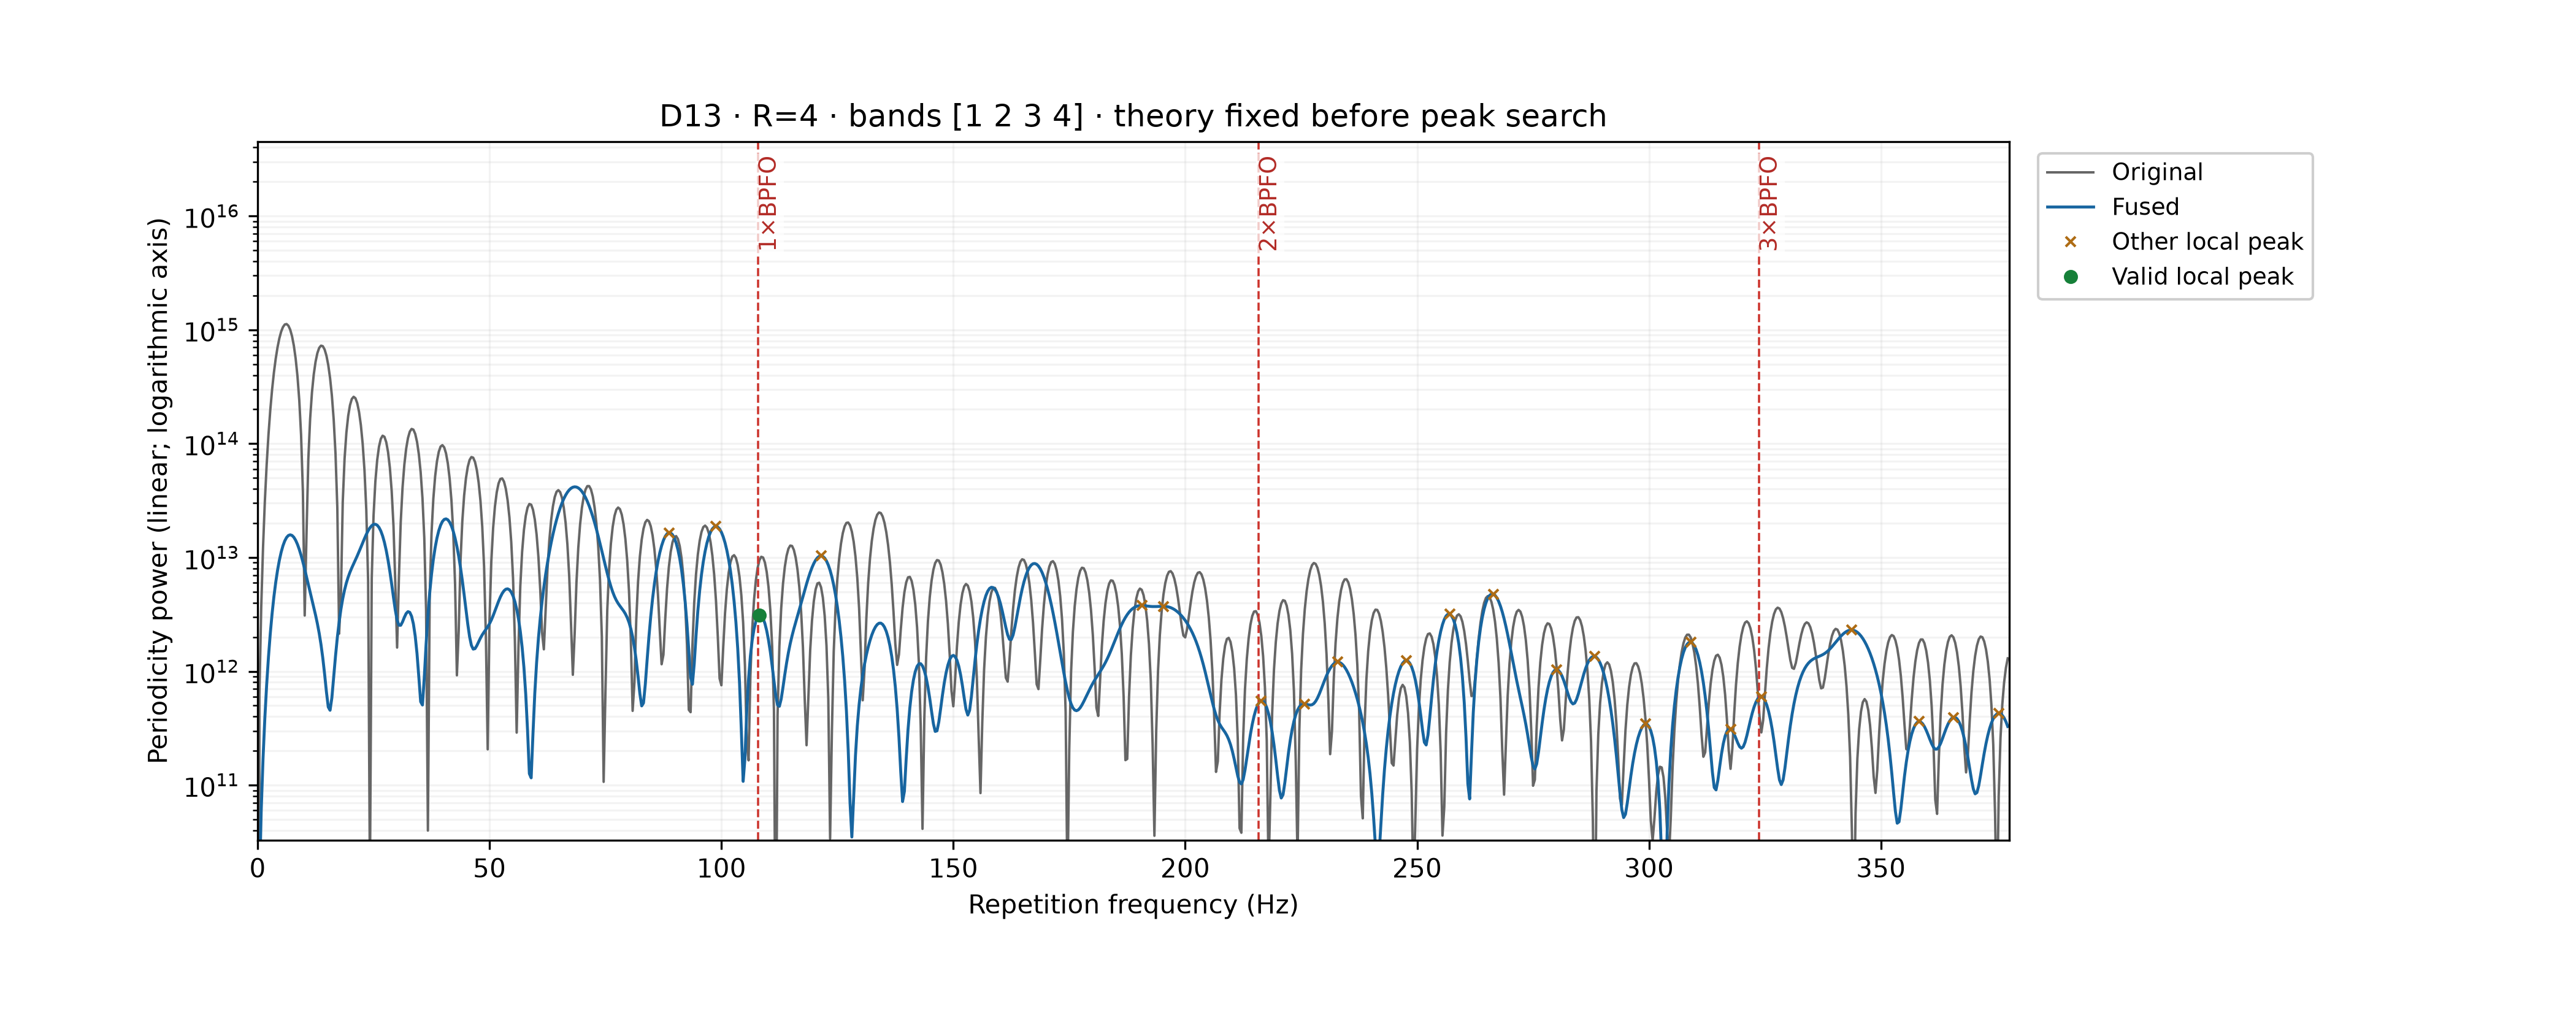 D13 · R=4 · bands [1 2 3 4] · theory fixed before peak search
Periodicity power (linear; logarithmic axis)
10^16
10^15
10^14
10^13
10^12
10^11
1×BPFO
2×BPFO
3×BPFO
Original
Fused
Other local peak
Valid local peak
0 50 100 150 200 250 300 350
Repetition frequency (Hz)